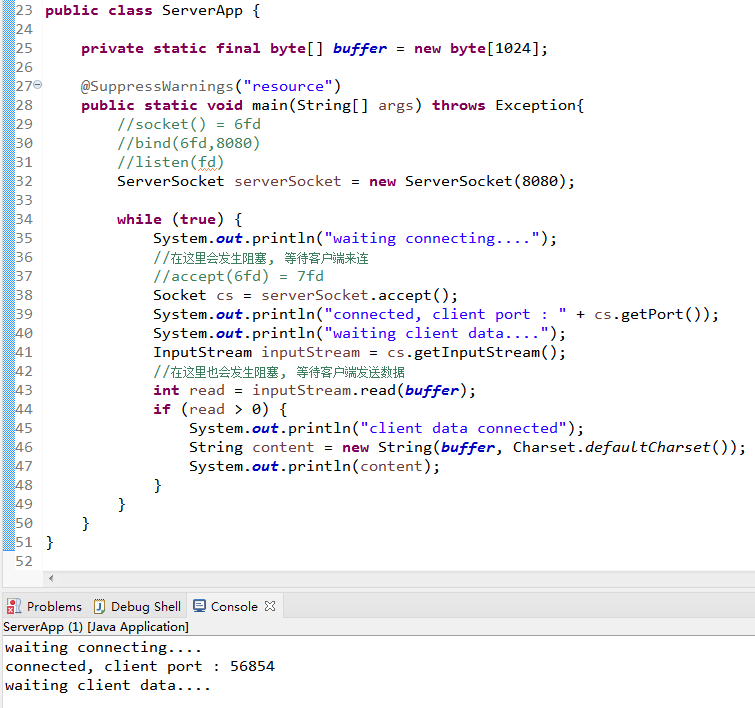 23 public class ServerApp {
24
25     private static final byte[] buffer = new byte[1024];
26
27     @SuppressWarnings("resource")
28     public static void main(String[] args) throws Exception{
29         //socket() = 6fd
30         //bind(6fd,8080)
31         //listen(fd)
32         ServerSocket serverSocket = new ServerSocket(8080);
33
34         while (true) {
35             System.out.println("waiting connecting....");
36             //在这里会发生阻塞, 等待客户端来连
37             //accept(6fd) = 7fd
38             Socket cs = serverSocket.accept();
39             System.out.println("connected, client port : " + cs.getPort());
40             System.out.println("waiting client data....");
41             InputStream inputStream = cs.getInputStream();
42             //在这里也会发生阻塞, 等待客户端发送数据
43             int read = inputStream.read(buffer);
44             if (read > 0) {
45                 System.out.println("client data connected");
46                 String content = new String(buffer, Charset.defaultCharset());
47                 System.out.println(content);
48             }
49         }
50     }
51 }
52
Problems Debug Shell Console
ServerApp (1) [Java Application]
waiting connecting....
connected, client port : 56854
waiting client data....